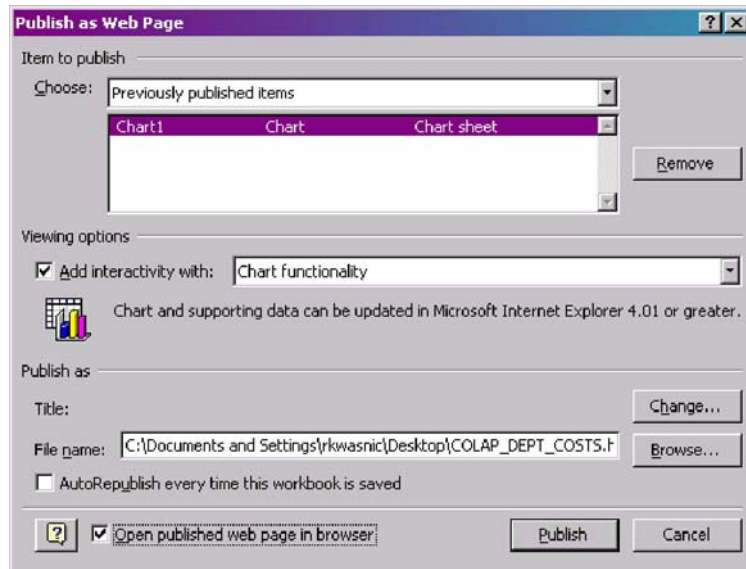 Publish as Web Page
Item to publish
Choose: Previously published items
Chart1 Chart Chart sheet
Remove
Viewing options
Add interactivity with: Chart functionality
Chart and supporting data can be updated in Microsoft Internet Explorer 4.01 or greater.
Publish as
Title:
Change...
File name: C:\Documents and Settings\rkwasnic\Desktop\COLAP_DEPT_COSTS.h
Browse...
AutoRepublish every time this workbook is saved
Open published web page in browser
Publish
Cancel